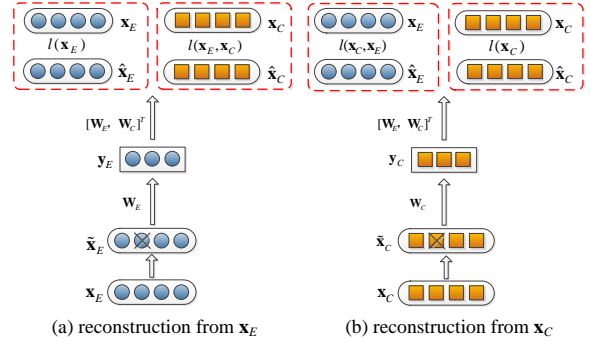 x_E
l(x_E)
x̂_E
x_C
l(x_E, x_C)
x̂_C
[W_E, W_C]^T
y_E
W_E
x̃_E
x_E
(a) reconstruction from x_E
x_E
l(x_C, x_E)
x̂_E
x_C
l(x_C)
x̂_C
[W_E, W_C]^T
y_C
W_C
x̃_C
x_C
(b) reconstruction from x_C